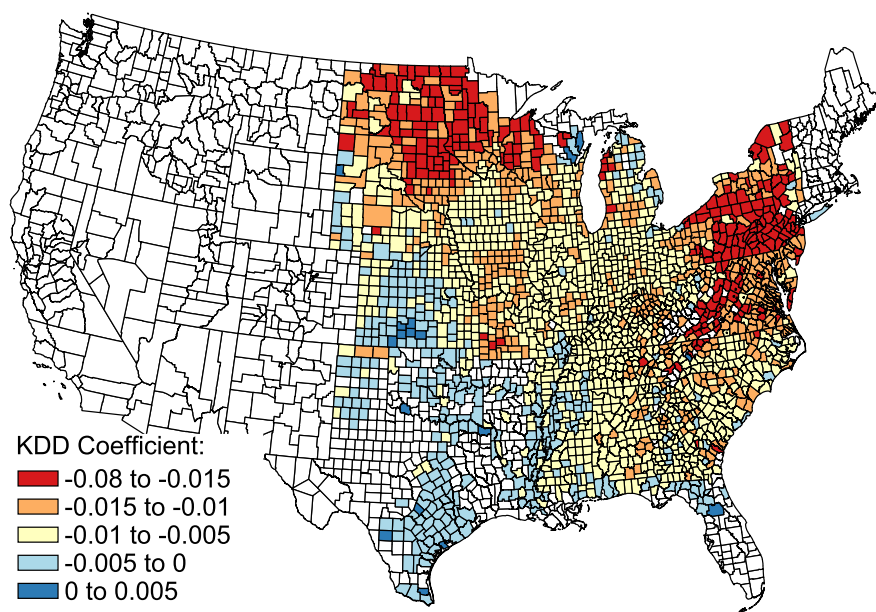 KDD Coefficient:
-0.08 to -0.015
-0.015 to -0.01
-0.01 to -0.005
-0.005 to 0
0 to 0.005